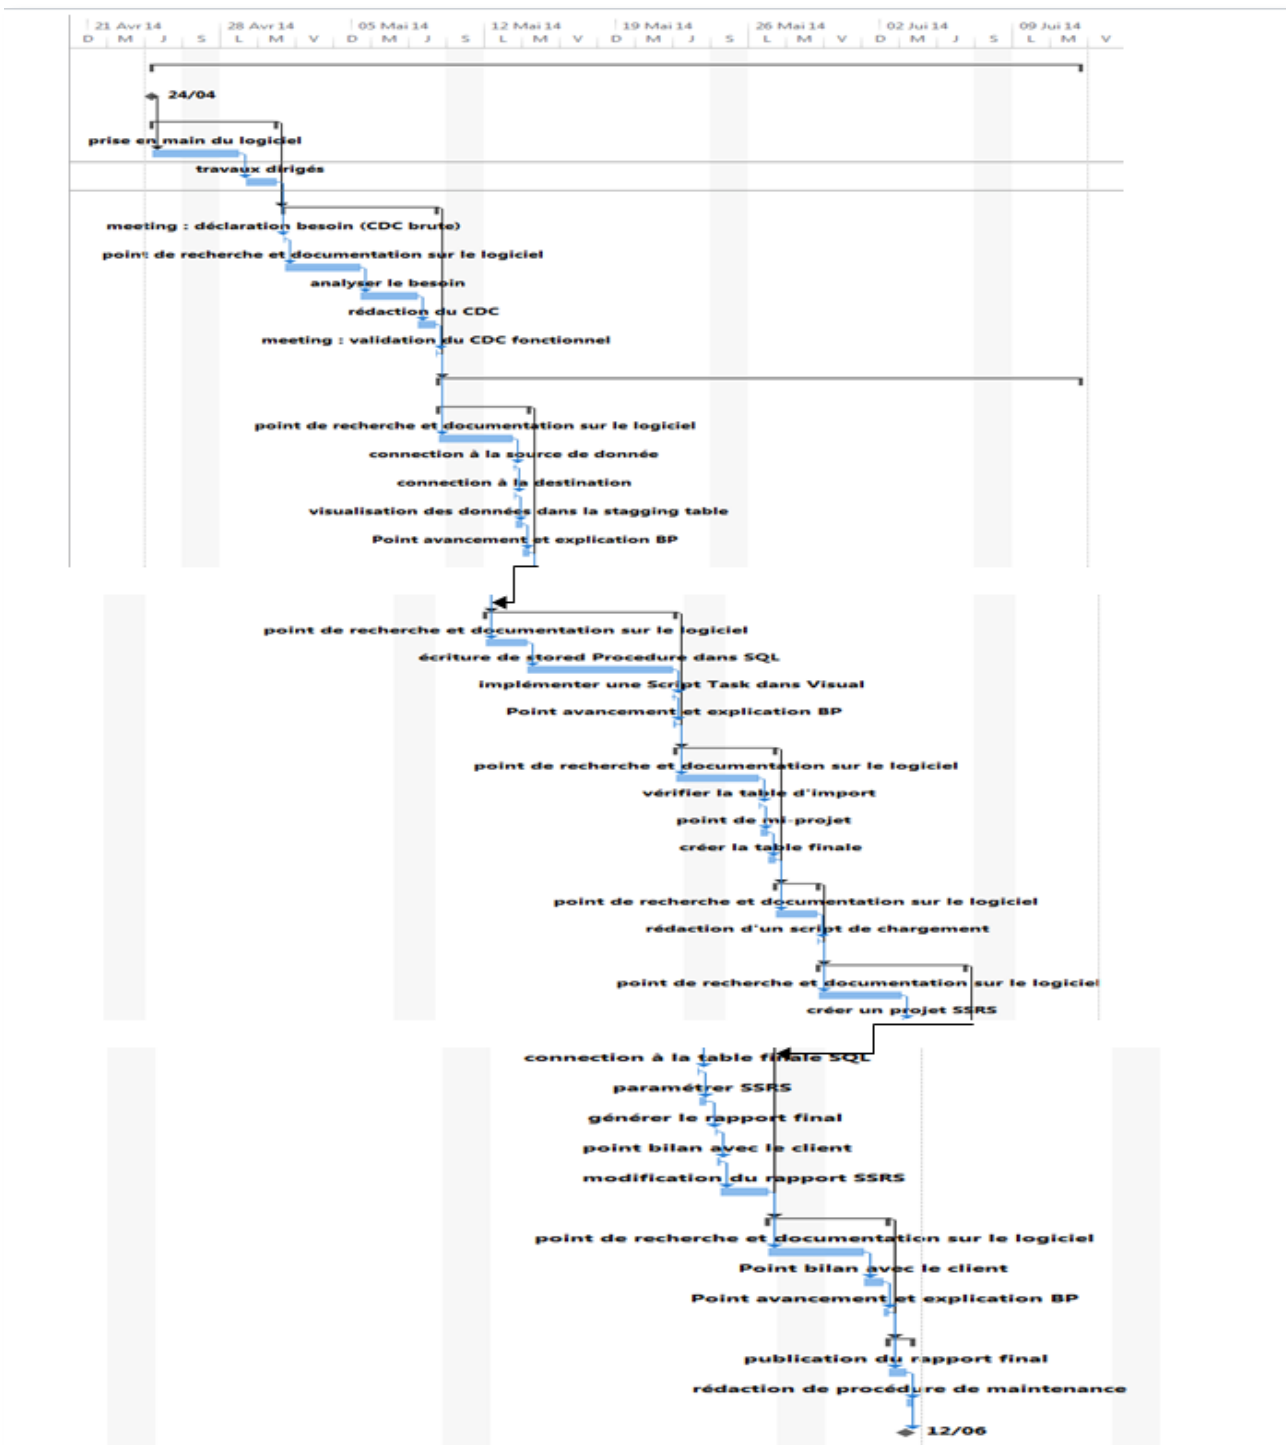 21 Avr 14 28 Avr 14 05 Mai 14 12 Mai 14 19 Mai 14 26 Mai 14 02 Jui 14 09 Jui 14
D M J S L M V D M J S L M V D M J S L M V D M J S L M V
24/04
prise en main du logiciel
travaux dirigés
meeting : déclaration besoin (CDC brute)
point de recherche et documentation sur le logiciel
analyser le besoin
rédaction du CDC
meeting : validation du CDC fonctionnel
point de recherche et documentation sur le logiciel
connection à la source de donnée
connection à la destination
visualisation des données dans la stagging table
Point avancement et explication BP
point de recherche et documentation sur le logiciel
écriture de stored Procedure dans SQL
implémenter une Script Task dans Visual
Point avancement et explication BP
point de recherche et documentation sur le logiciel
vérifier la table d'import
point de mi-projet
créer la table finale
point de recherche et documentation sur le logiciel
rédaction d'un script de chargement
point de recherche et documentation sur le logiciel
créer un projet SSRS
connection à la table finale SQL
paramétrer SSRS
générer le rapport final
point bilan avec le client
modification du rapport SSRS
point de recherche et documentation sur le logiciel
Point bilan avec le client
Point avancement et explication BP
publication du rapport final
rédaction de procédure de maintenance
12/06